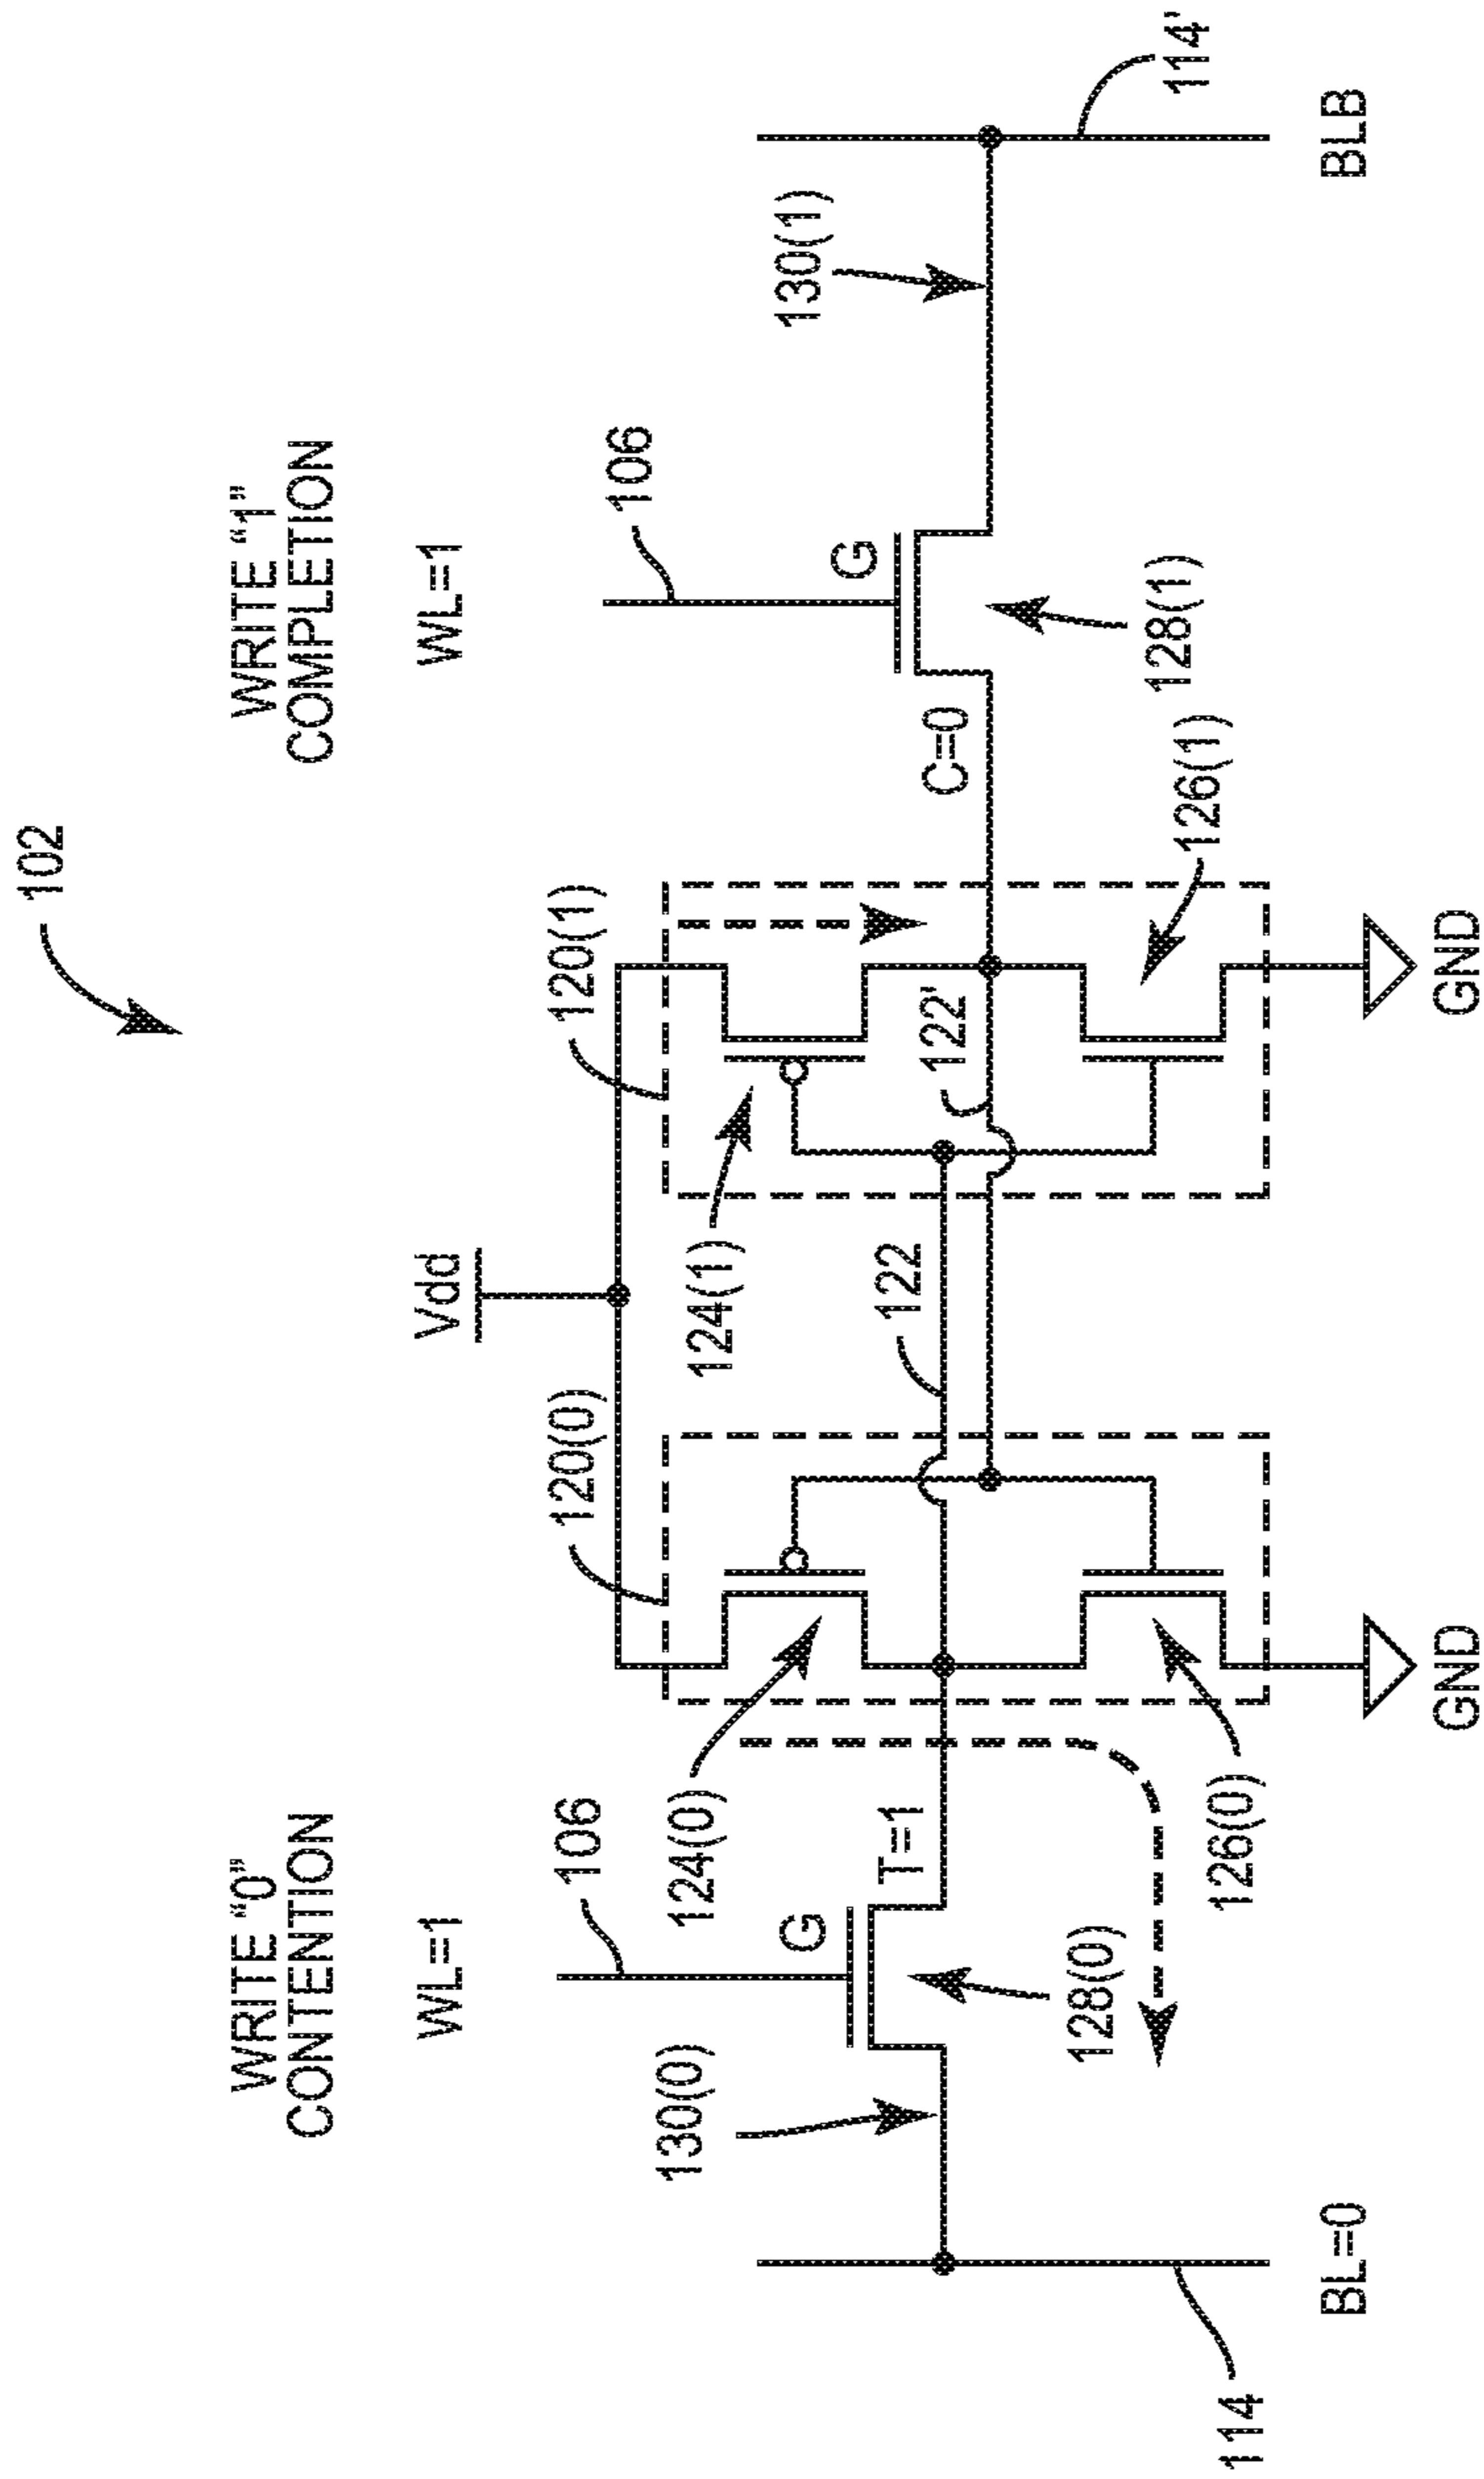 102
WRITE “0”
CONTENTION
WRITE “1”
COMPLETION
WL=1
Vdd
WL=1
106
120(0)
120(1)
106
130(0)
124(0)
124(1)
130(1)
G
G
T=1
122
122'
C=0
128(0)
126(0)
126(1)
128(1)
114
114'
BL=0
BLB
GND
GND